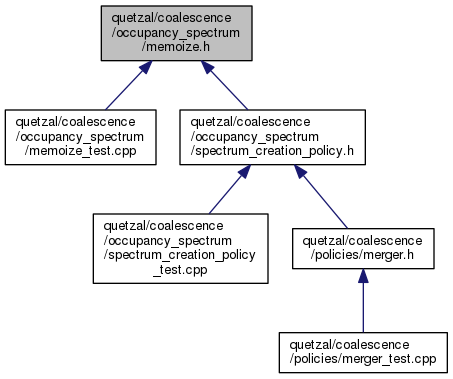 quetzal/coalescence
/occupancy_spectrum
/memoize.h
quetzal/coalescence
/occupancy_spectrum
/memoize_test.cpp
quetzal/coalescence
/occupancy_spectrum
/spectrum_creation_policy.h
quetzal/coalescence
/occupancy_spectrum
/spectrum_creation_policy
_test.cpp
quetzal/coalescence
/policies/merger.h
quetzal/coalescence
/policies/merger_test.cpp